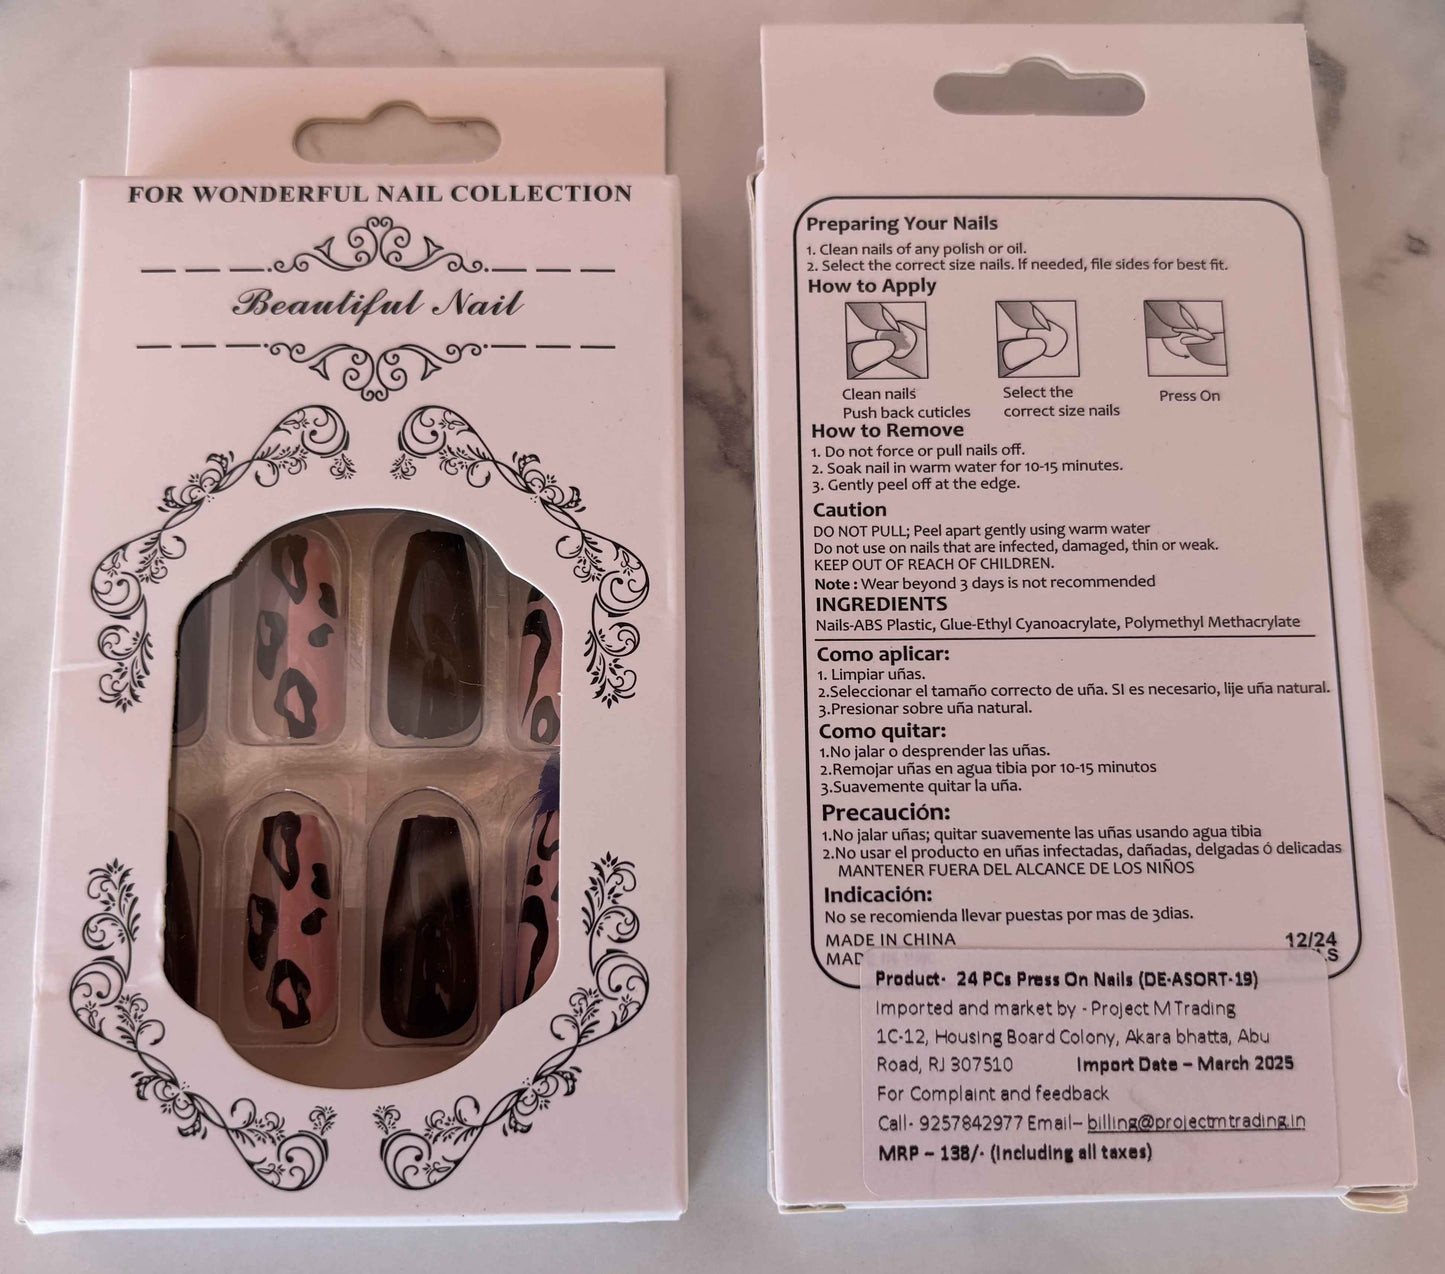 FOR WONDERFUL NAIL COLLECTION
Beautiful Nail
Preparing Your Nails
1. Clean nails of any polish or oil.
2. Select the correct size nails. If needed, file sides for best fit.
How to Apply
Clean nails
Push back cuticles
Select the
correct size nails
Press On
How to Remove
1. Do not force or pull nails off.
2. Soak nail in warm water for 10-15 minutes.
3. Gently peel off at the edge.
Caution
DO NOT PULL; Peel apart gently using warm water
Do not use on nails that are infected, damaged, thin or weak.
KEEP OUT OF REACH OF CHILDREN.
Note : Wear beyond 3 days is not recommended
INGREDIENTS
Nails-ABS Plastic, Glue-Ethyl Cyanoacrylate, Polymethyl Methacrylate
Como aplicar:
1. Limpiar uñas.
2.Seleccionar el tamaño correcto de uña. SI es necesario, lije uña natural.
3.Presionar sobre uña natural.
Como quitar:
1.No jalar o desprender las uñas.
2.Remojar uñas en agua tibia por 10-15 minutos
3.Suavemente quitar la uña.
Precaución:
1.No jalar uñas; quitar suavemente las uñas usando agua tibia
2.No usar el producto en uñas infectadas, dañadas, delgadas ó delicadas
MANTENER FUERA DEL ALCANCE DE LOS NIÑOS
Indicación:
No se recomienda llevar puestas por mas de 3dias.
MADE IN CHINA 12/24
Product- 24 PCs Press On Nails (DE-ASORT-19)
Imported and market by - Project M Trading
1C-12, Housing Board Colony, Akara bhatta, Abu
Road, RJ 307510 Import Date – March 2025
For Complaint and feedback
Call- 9257842977 Email– billing@projectmtrading.in
MRP – 138/- (Including all taxes)